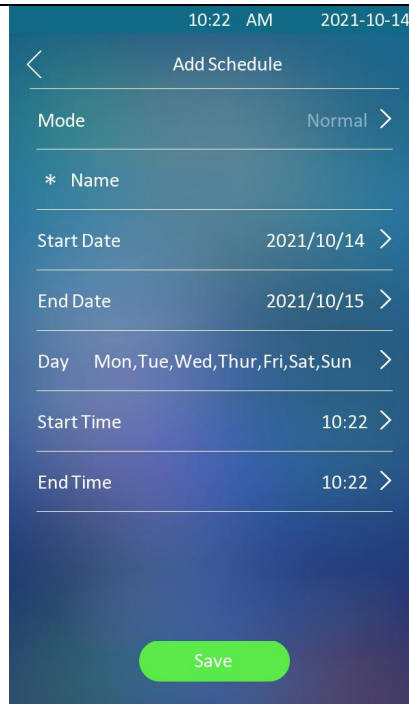 10:22 AM 2021-10-14
Add Schedule
Mode Normal
* Name
Start Date 2021/10/14
End Date 2021/10/15
Day Mon,Tue,Wed,Thur,Fri,Sat,Sun
Start Time 10:22
End Time 10:22
Save